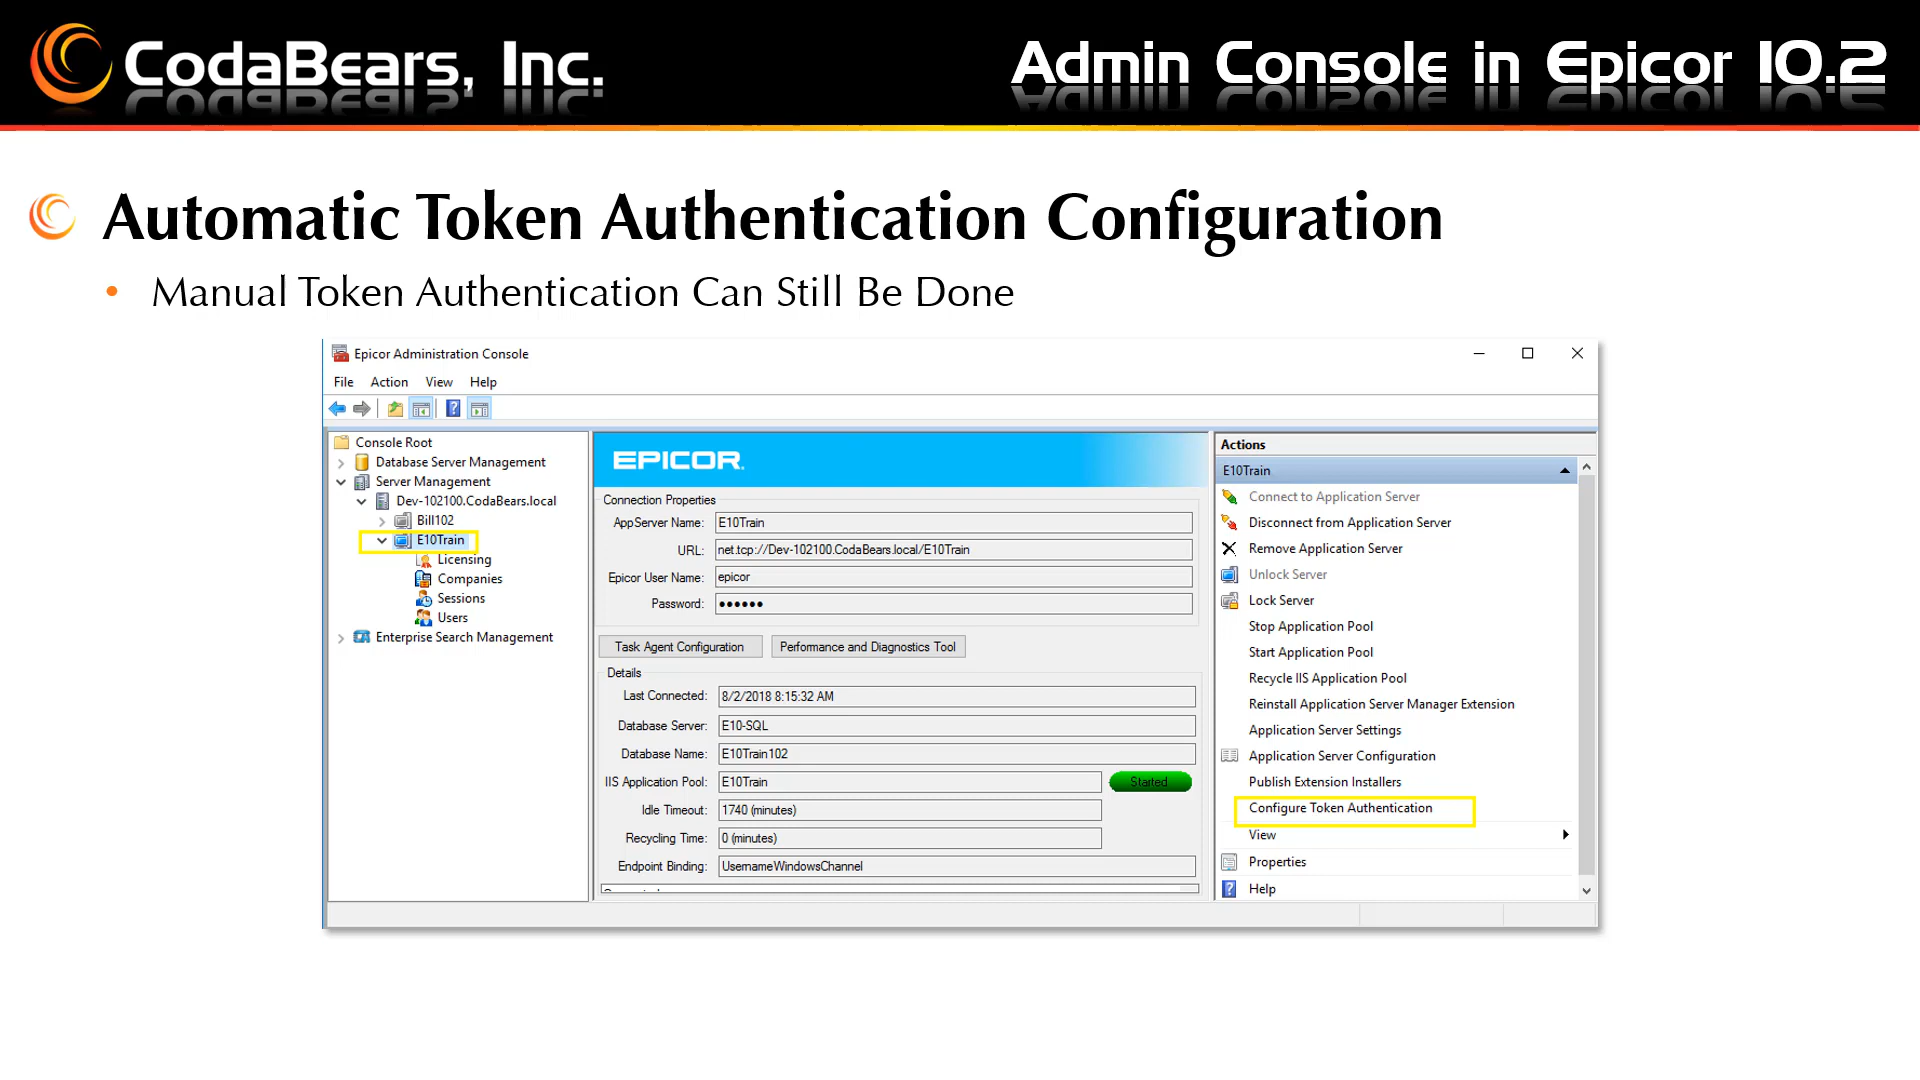 CodaBears, Inc.
Admin Console in Epicor 10.2
Automatic Token Authentication Configuration
• Manual Token Authentication Can Still Be Done
Epicor Administration Console
File Action View Help
Console Root
Database Server Management
Server Management
Dev-102100.CodaBears.local
Bill102
E10Train
Licensing
Companies
Sessions
Users
Enterprise Search Management
EPICOR
Connection Properties
AppServer Name: E10Train
URL: net.tcp://Dev-102100.CodaBears.local/E10Train
Epicor User Name: epicor
Password: ••••••
Task Agent Configuration
Performance and Diagnostics Tool
Details
Last Connected: 8/2/2018 8:15:32 AM
Database Server: E10-SQL
Database Name: E10Train102
IIS Application Pool: E10Train
Started
Idle Timeout: 1740 (minutes)
Recycling Time: 0 (minutes)
Endpoint Binding: UsernameWindowsChannel
Actions
E10Train
Connect to Application Server
Disconnect from Application Server
Remove Application Server
Unlock Server
Lock Server
Stop Application Pool
Start Application Pool
Recycle IIS Application Pool
Reinstall Application Server Manager Extension
Application Server Settings
Application Server Configuration
Publish Extension Installers
Configure Token Authentication
View
Properties
Help